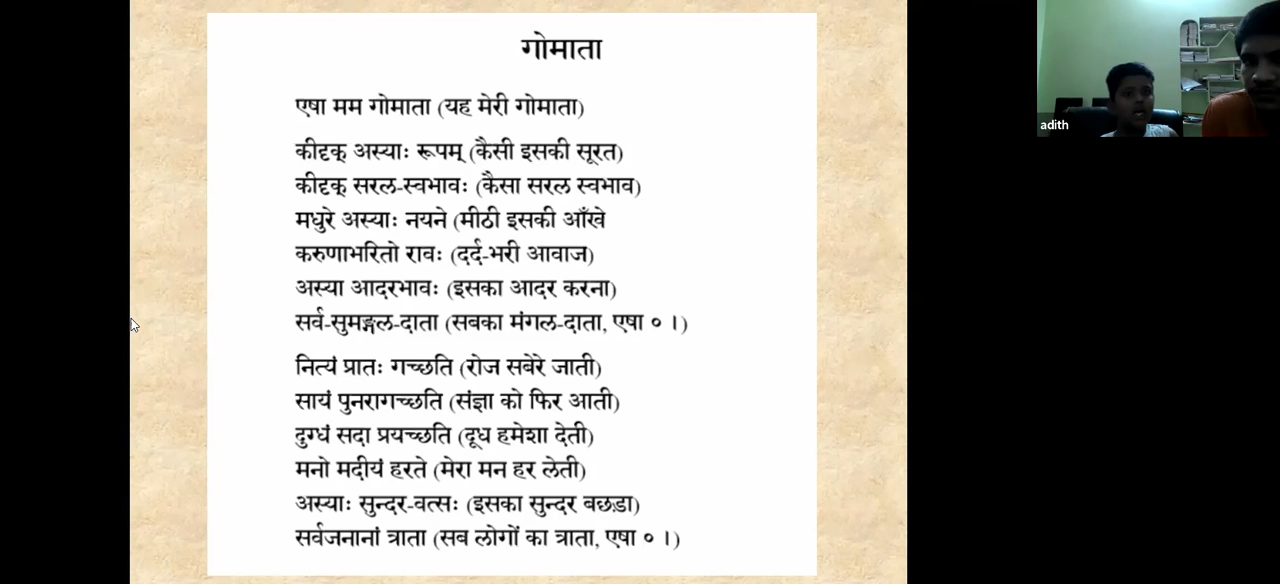 गोमाता
एषा मम गोमाता (यह मेरी गोमाता)
कीदृक् अस्याः रूपम् (कैसी इसकी सूरत)
कीदृक् सरल-स्वभावः (कैसा सरल स्वभाव)
मधुरे अस्याः नयने (मीठी इसकी आँखे
करुणाभरितो रावः (दर्द-भरी आवाज)
अस्या आदरभावः (इसका आदर करना)
सर्व-सुमङ्गल-दाता (सबका मंगल-दाता, एषा ० ।)
नित्यं प्रातः गच्छति (रोज सबेरे जाती)
सायं पुनरागच्छति (संज्ञा को फिर आती)
दुग्धं सदा प्रयच्छति (दूध हमेशा देती)
मनो मदीयं हरते (मेरा मन हर लेती)
अस्याः सुन्दर-वत्सः (इसका सुन्दर बछडा)
सर्वजनानां त्राता (सब लोगों का त्राता, एषा ० ।)
adith